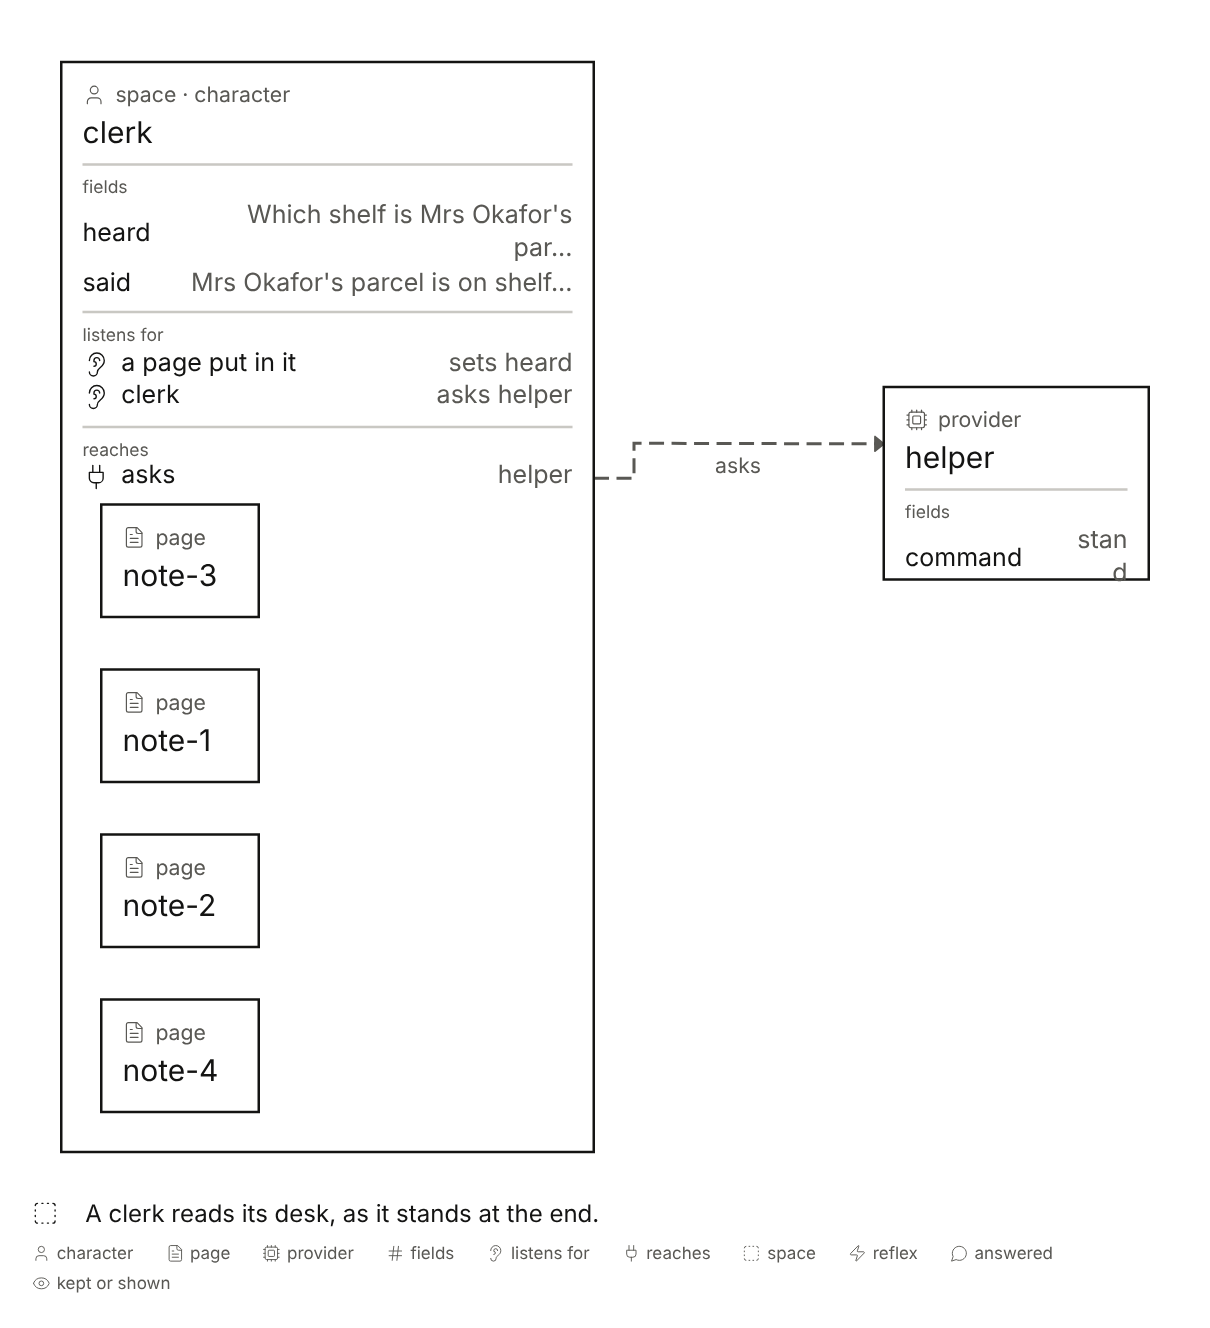 space · character
clerk
fields
heard
Which shelf is Mrs Okafor's
par...
said Mrs Okafor's parcel is on shelf...
listens for
a page put in it sets heard
clerk asks helper
reaches
asks helper
asks
provider
helper
fields
command
stan
d
page
note-3
page
note-1
page
note-2
page
note-4
A clerk reads its desk, as it stands at the end.
character page provider fields listens for reaches space reflex answered
kept or shown